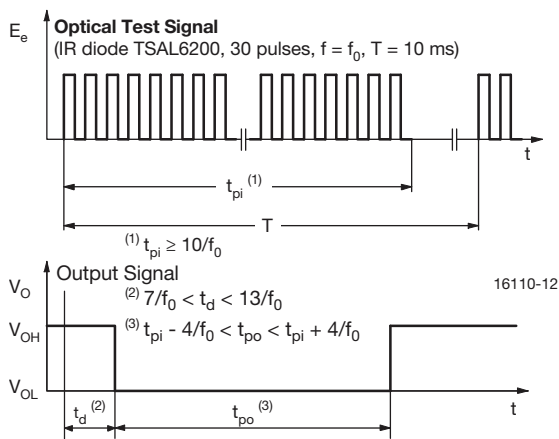 Eₑ
Optical Test Signal
(IR diode TSAL6200, 30 pulses, f = f₀, T = 10 ms)
t
tₚᵢ ⁽¹⁾
T
⁽¹⁾ tₚᵢ ≥ 10/f₀
V_O
Output Signal
16110-12
⁽²⁾ 7/f₀ < t_d < 13/f₀
V_OH
⁽³⁾ tₚᵢ - 4/f₀ < tₚₒ < tₚᵢ + 4/f₀
V_OL
t
t_d ⁽²⁾
tₚₒ ⁽³⁾